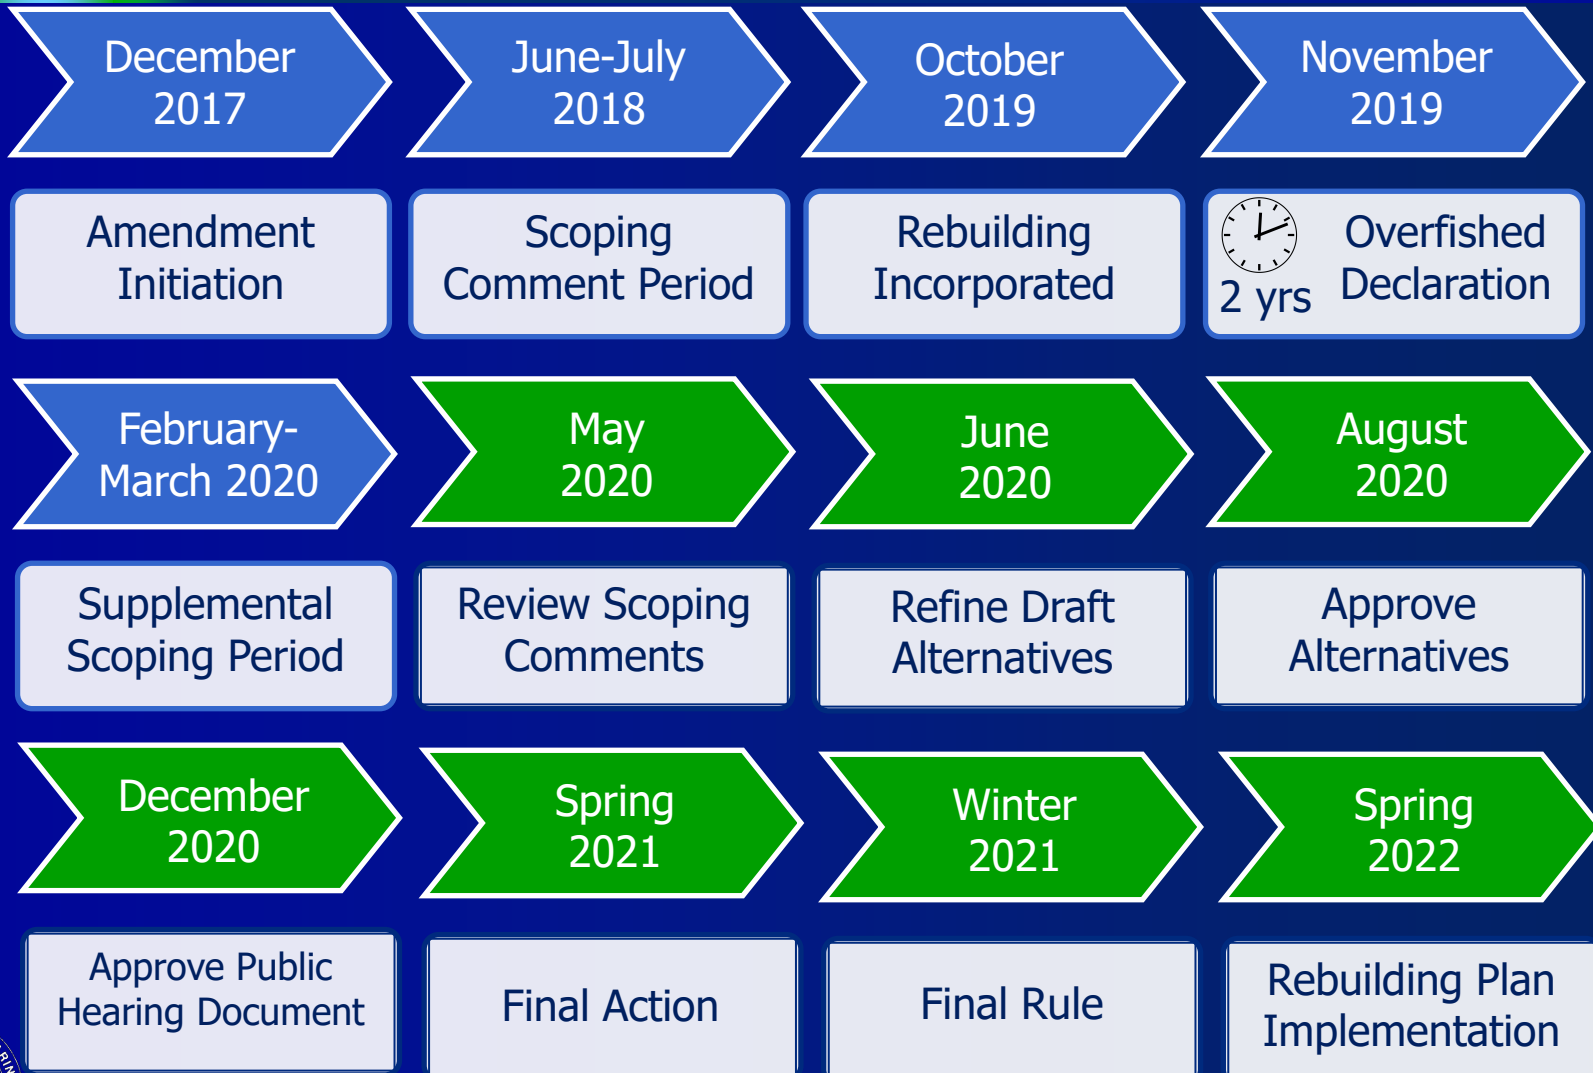 December
2017
June-July
2018
October
2019
November
2019
Amendment
Initiation
Scoping
Comment Period
Rebuilding
Incorporated
2 yrs
Overfished
Declaration
February-
March 2020
May
2020
June
2020
August
2020
Supplemental
Scoping Period
Review Scoping
Comments
Refine Draft
Alternatives
Approve
Alternatives
December
2020
Spring
2021
Winter
2021
Spring
2022
Approve Public
Hearing Document
Final Action
Final Rule
Rebuilding Plan
Implementation